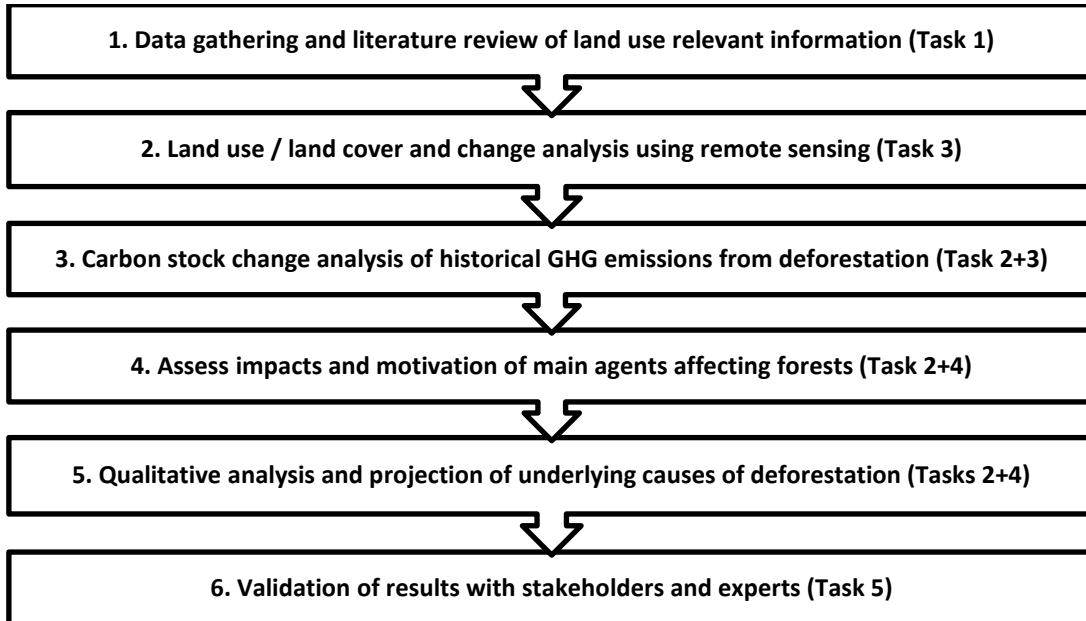 1. Data gathering and literature review of land use relevant information (Task 1)
2. Land use / land cover and change analysis using remote sensing (Task 3)
3. Carbon stock change analysis of historical GHG emissions from deforestation (Task 2+3)
4. Assess impacts and motivation of main agents affecting forests (Task 2+4)
5. Qualitative analysis and projection of underlying causes of deforestation (Tasks 2+4)
6. Validation of results with stakeholders and experts (Task 5)